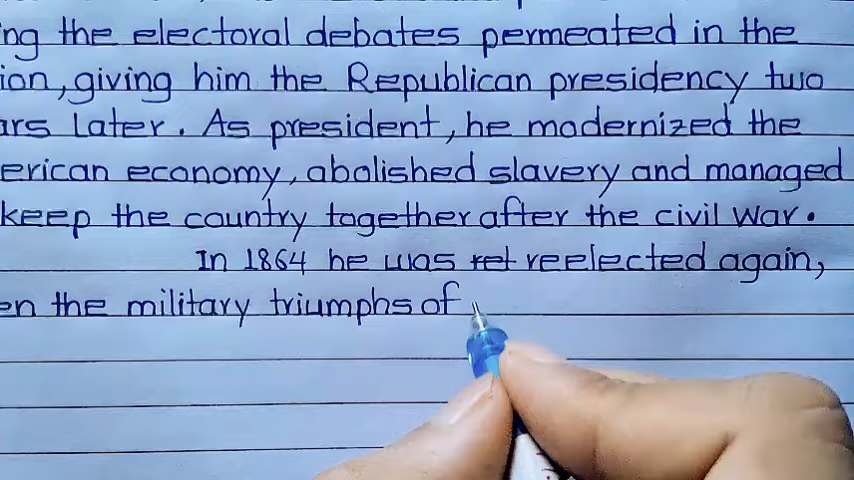 ng the electoral debates permeated in the
ion, giving him the Republican presidency two
ars later. As president, he modernized the
erican economy, abolished slavery and managed
keep the country together after the civil war.
In 1864 he was ret reelected again,
en the military triumphs of